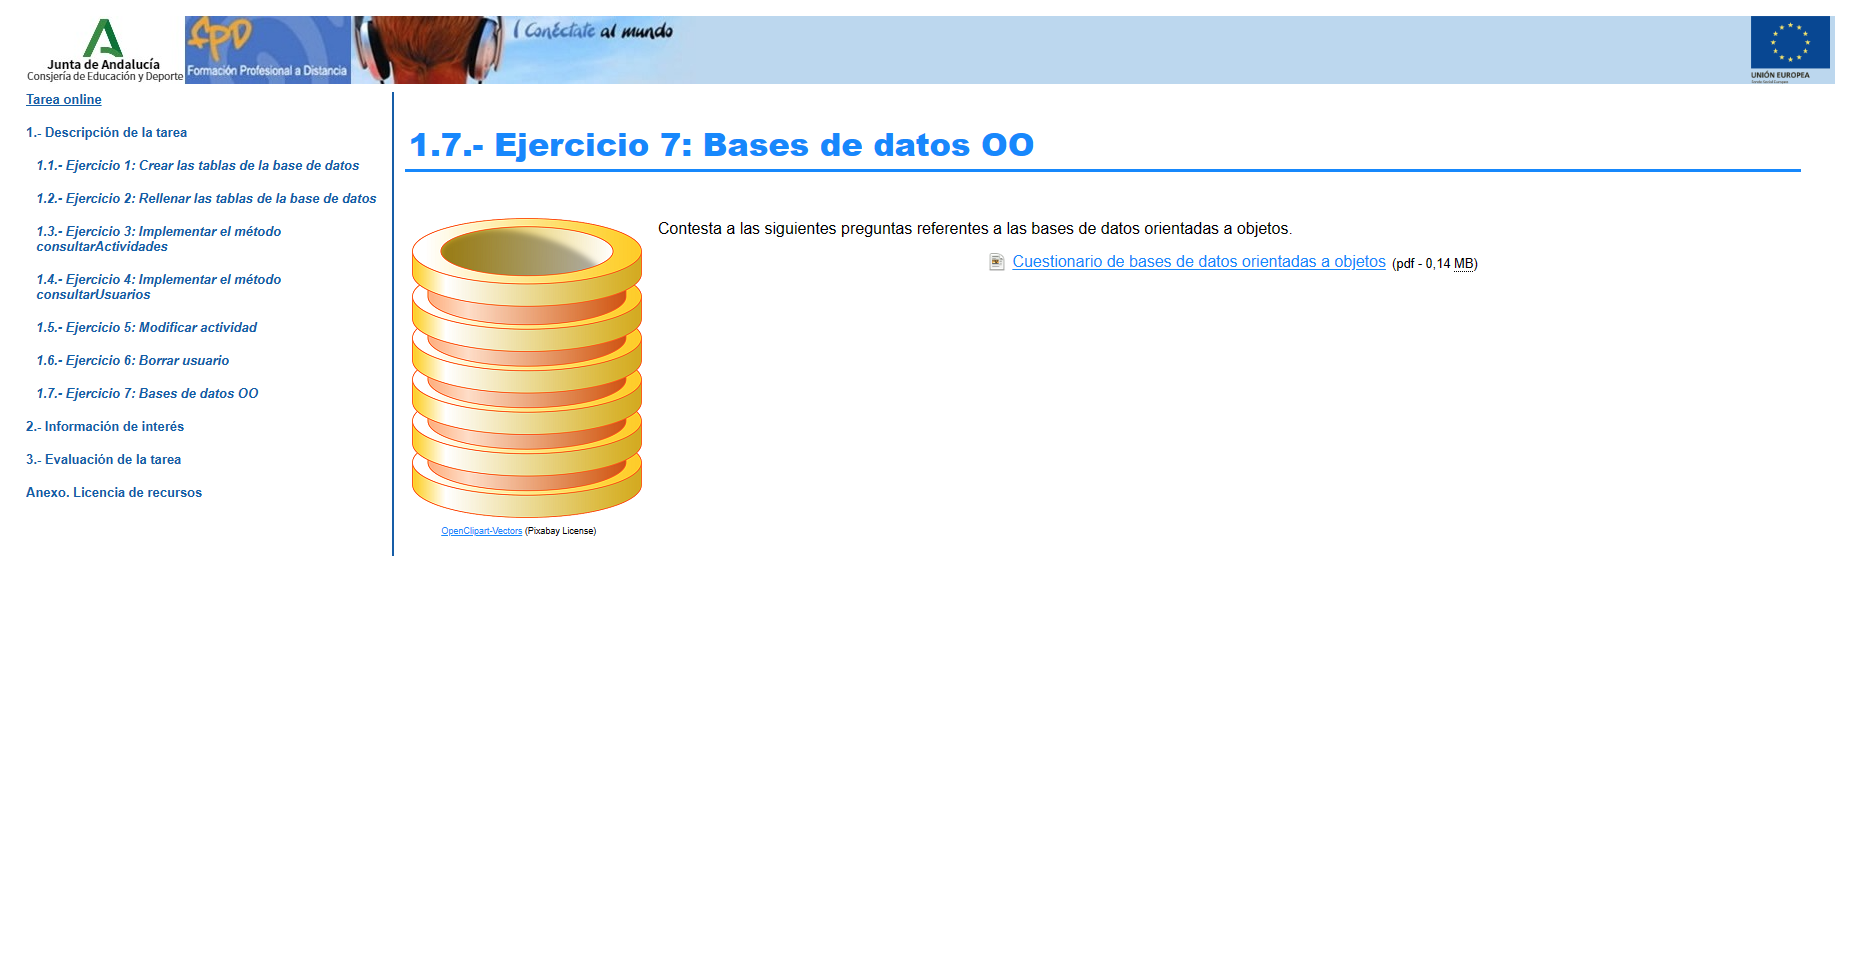 Junta de Andalucía
Consejería de Educación y Deporte
fpD
Formación Profesional a Distancia
Conéctate al mundo
UNIÓN EUROPEA
Fondo Social Europeo
Tarea online
1.- Descripción de la tarea
1.1.- Ejercicio 1: Crear las tablas de la base de datos
1.2.- Ejercicio 2: Rellenar las tablas de la base de datos
1.3.- Ejercicio 3: Implementar el método
consultarActividades
1.4.- Ejercicio 4: Implementar el método
consultarUsuarios
1.5.- Ejercicio 5: Modificar actividad
1.6.- Ejercicio 6: Borrar usuario
1.7.- Ejercicio 7: Bases de datos OO
2.- Información de interés
3.- Evaluación de la tarea
Anexo. Licencia de recursos
1.7.- Ejercicio 7: Bases de datos OO
Contesta a las siguientes preguntas referentes a las bases de datos orientadas a objetos.
Cuestionario de bases de datos orientadas a objetos (pdf - 0,14 MB)
OpenClipart-Vectors (Pixabay License)